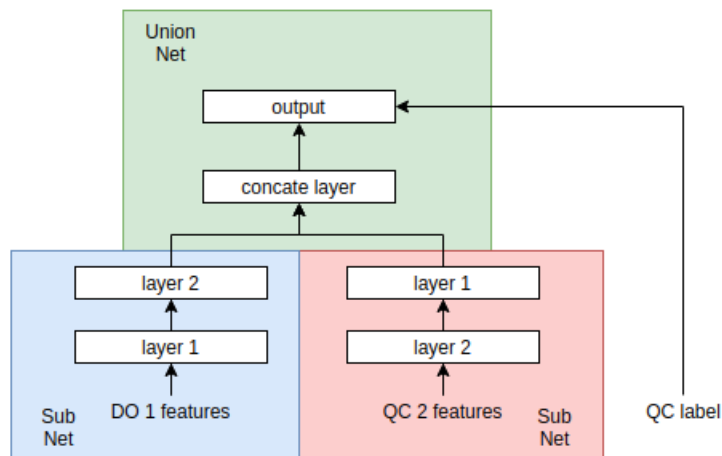 Union
Net
output
concate layer
layer 2
layer 1
layer 1
layer 2
DO 1 features
QC 2 features
Sub
Net
Sub
Net
QC label